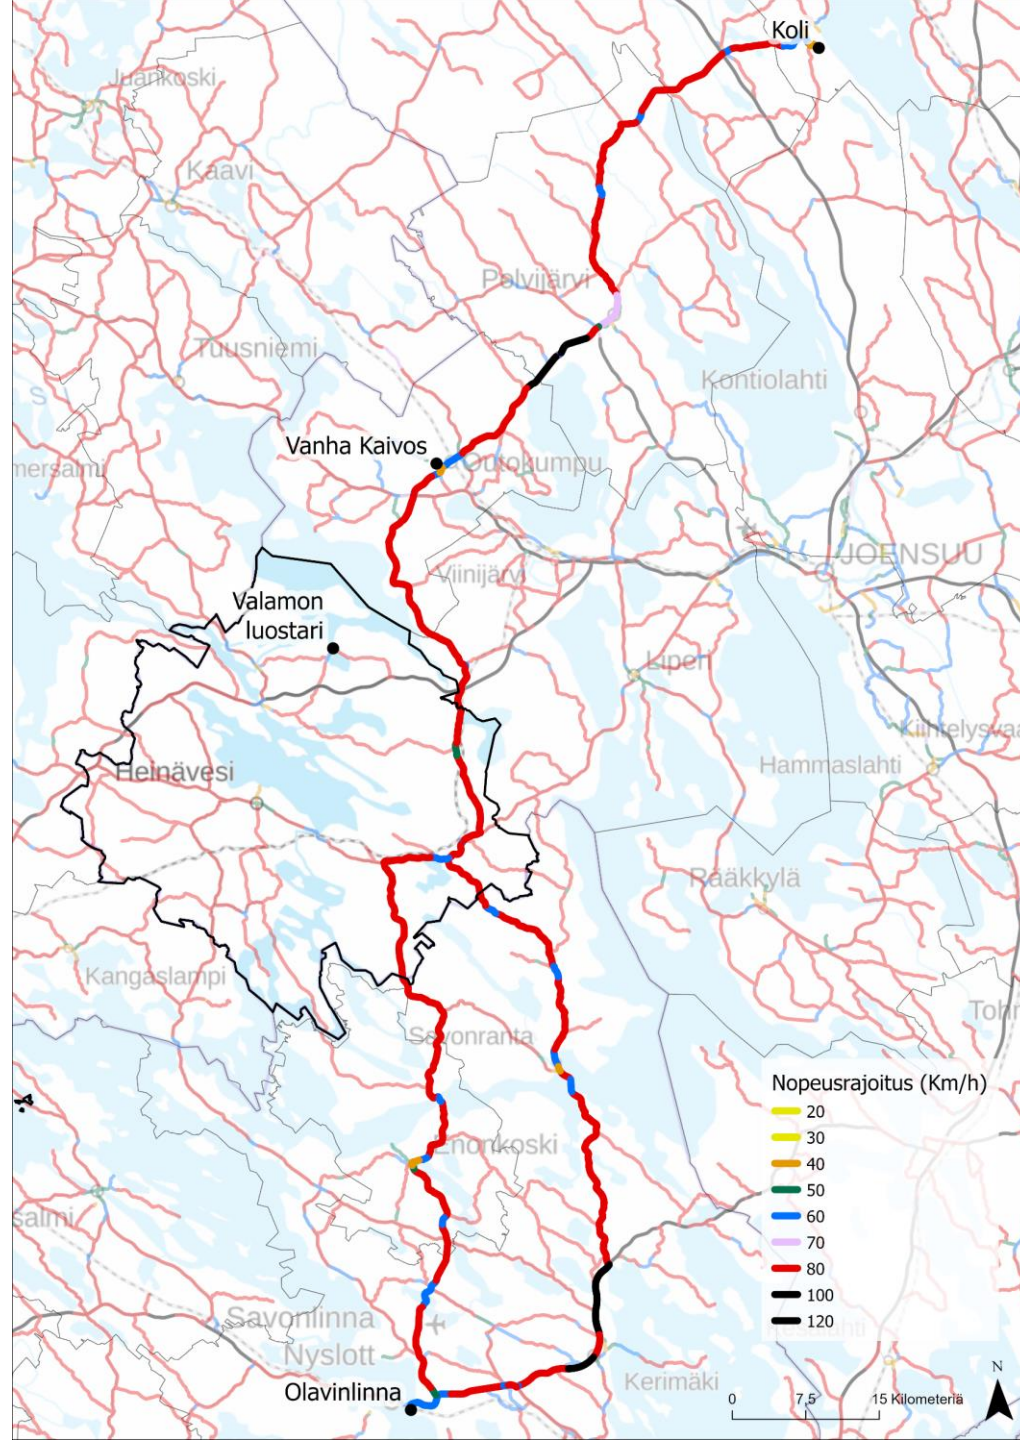 Koli
Juankoski
Kaavi
Polvijärvi
Tuusniemi
Kontiolahti
S
Vanha Kaivos
Outokumpu
mersalmi
JOENSUU
Viinijärvi
Valamon
luostari
Liperi
Kiihtelysvaa
Heinävesi
Hammaslahti
Rääkkylä
Kangaslampi
Tohm
Savonranta
Nopeusrajoitus (Km/h)
20
30
40
50
60
70
80
100
120
Enonkoski
salmi
Savonlinna
Nyslott
Olavinlinna
Kerimäki
N
0 7,5 15 Kilometeriä